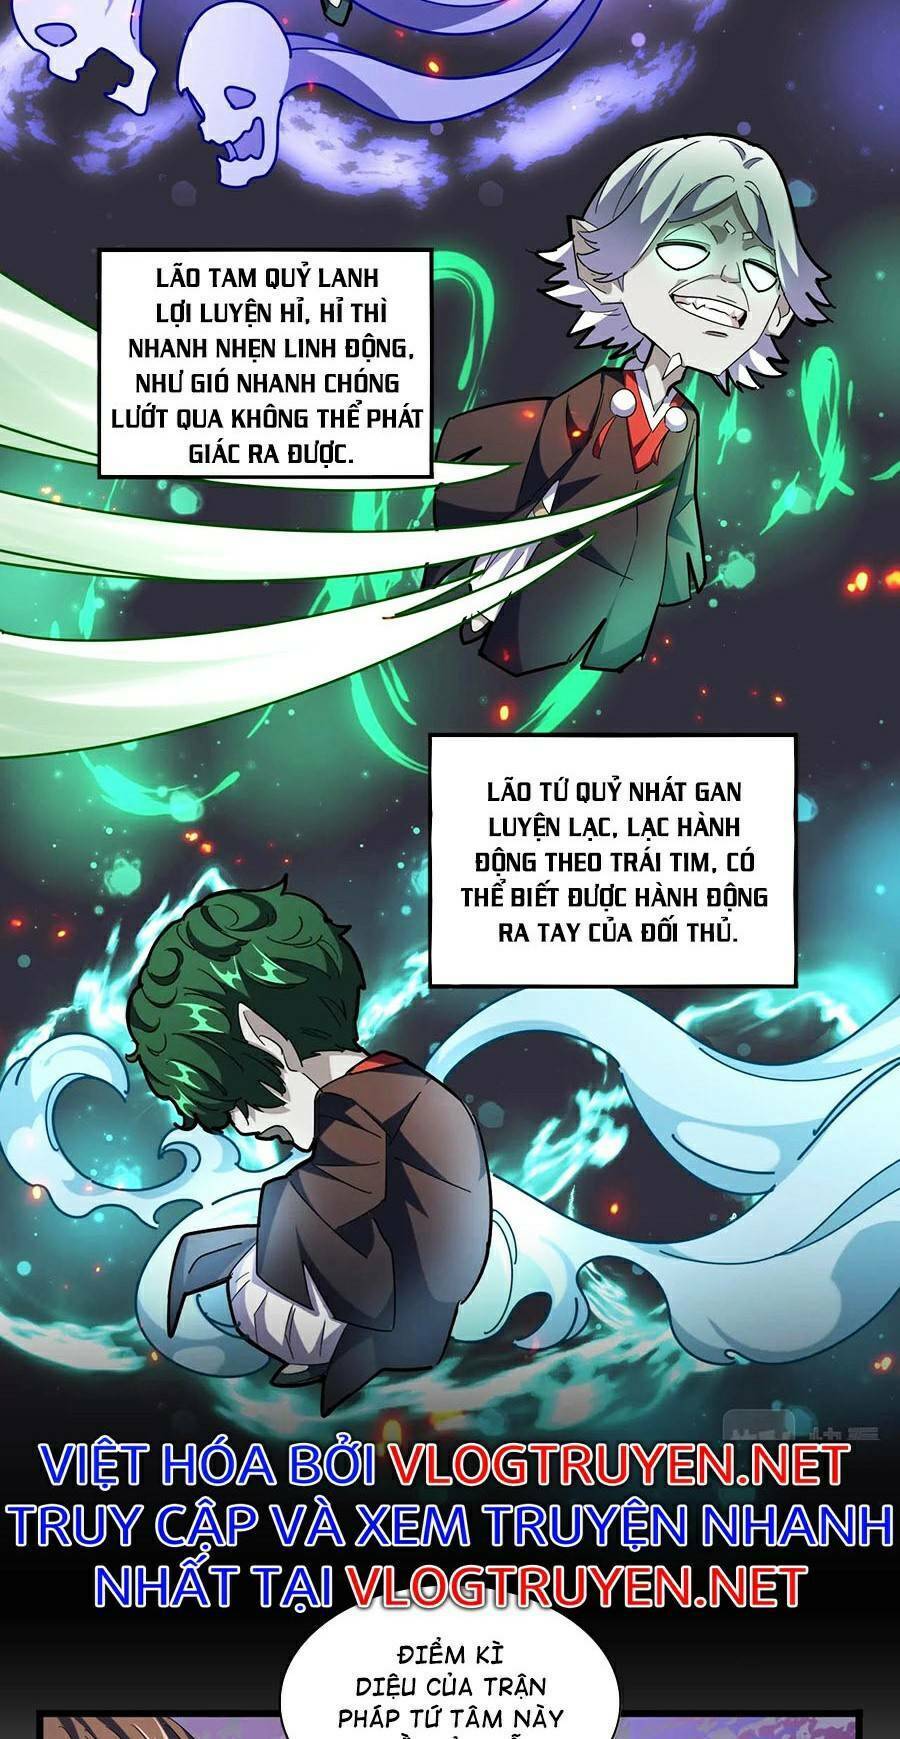 LÃO TAM QUỶ LANH
LỢI LUYỆN HỈ, HỈ THÌ
NHANH NHẸN LINH ĐỘNG,
NHƯ GIÓ NHANH CHÓNG
LƯỚT QUA KHÔNG THỂ PHÁT
GIÁC RA ĐƯỢC.
LÃO TỨ QUỶ NHÁT GAN
LUYỆN LẠC, LẠC HÀNH
ĐỘNG THEO TRÁI TIM, CÓ
THỂ BIẾT ĐƯỢC HÀNH ĐỘNG
RA TAY CỦA ĐỐI THỦ.
VIỆT HÓA BỞI VLOGTRUYEN.NET
TRUY CẬP VÀ XEM TRUYỆN NHANH
NHẤT TẠI VLOGTRUYEN.NET
ĐIỂM KÌ
DIỆU CỦA TRẬN
PHÁP TỨ TÂM NÀY